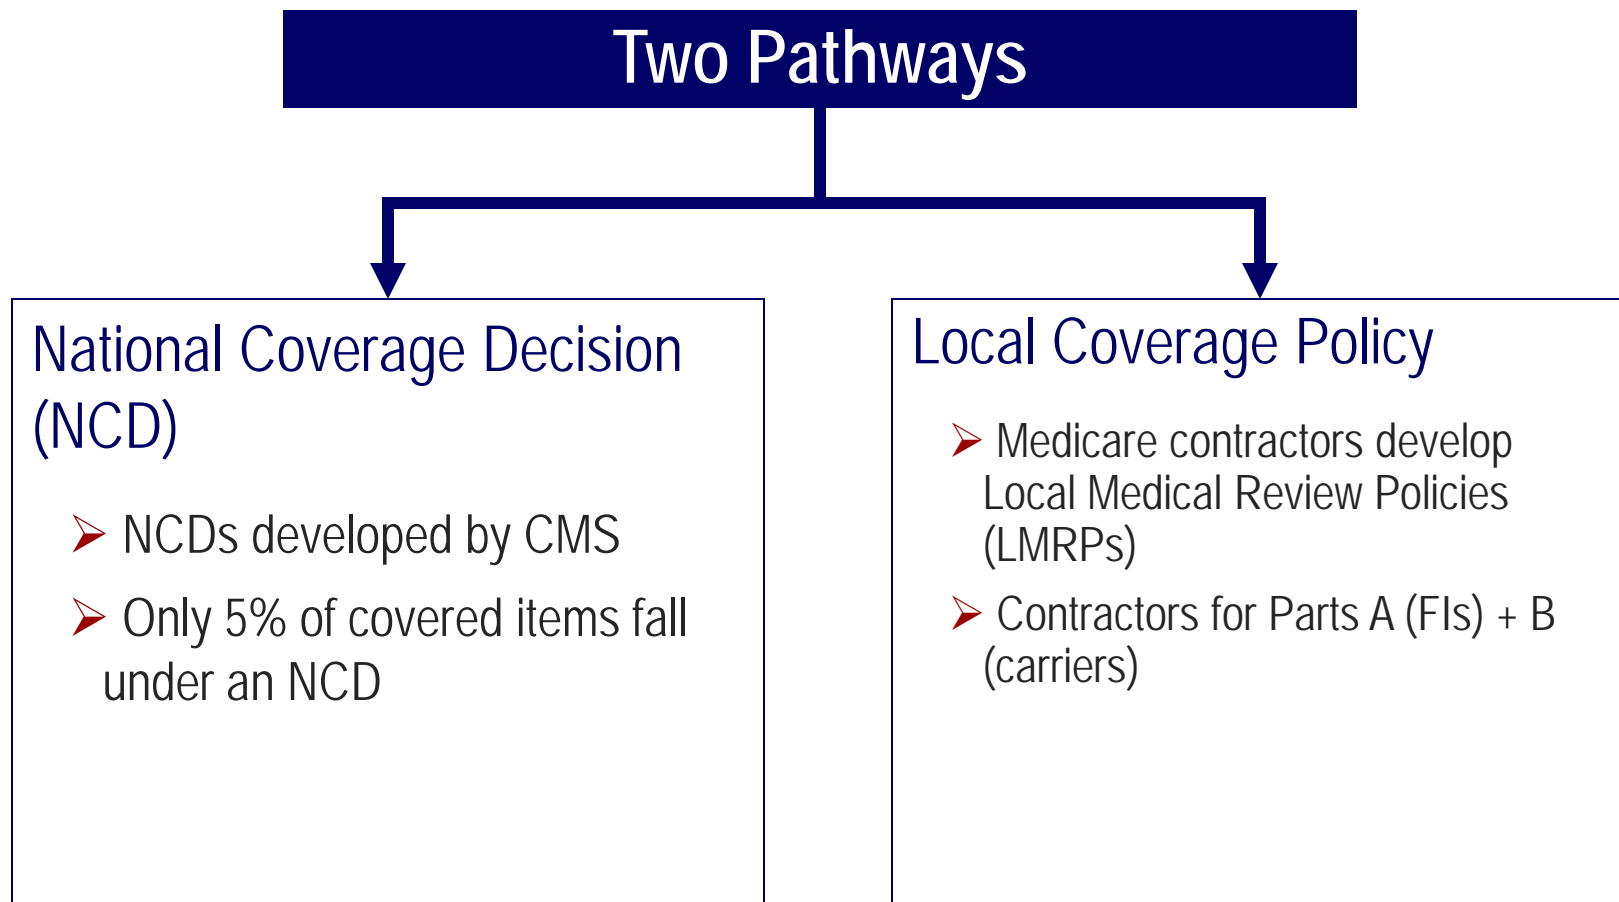 Two Pathways
National Coverage Decision
(NCD)
➢ NCDs developed by CMS
➢ Only 5% of covered items fall
under an NCD
Local Coverage Policy
➢ Medicare contractors develop
Local Medical Review Policies
(LMRPs)
➢ Contractors for Parts A (FIs) + B
(carriers)